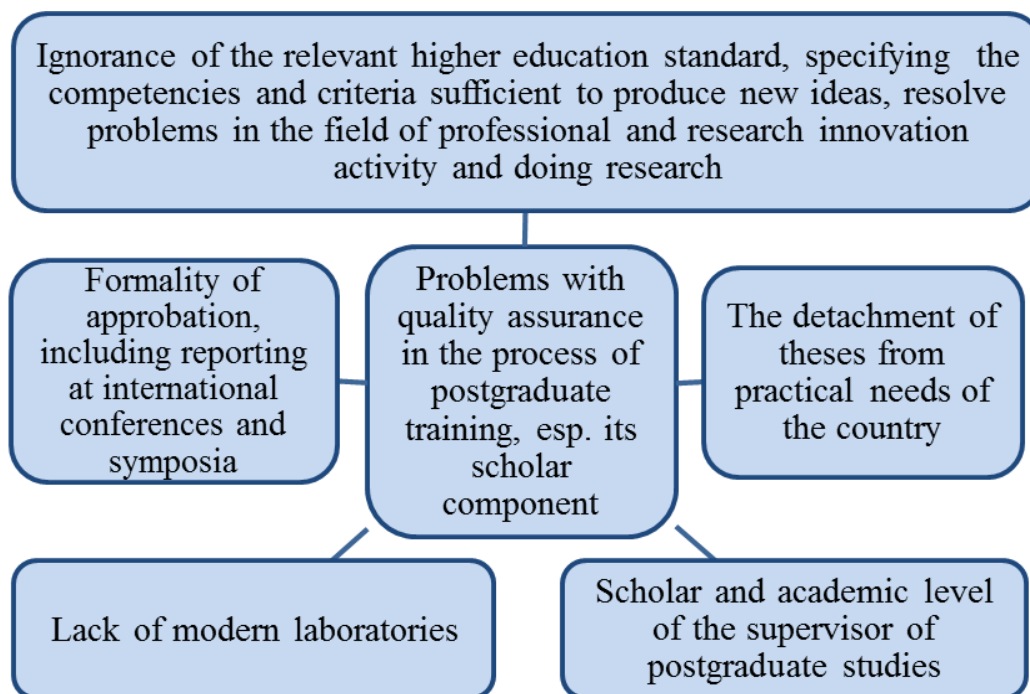 Ignorance of the relevant higher education standard, specifying the
competencies and criteria sufficient to produce new ideas, resolve
problems in the field of professional and research innovation
activity and doing research
Formality of
approbation,
including reporting
at international
conferences and
symposia
Problems with
quality assurance
in the process of
postgraduate
training, esp. its
scholar
component
The detachment of
theses from
practical needs of
the country
Lack of modern laboratories
Scholar and academic level
of the supervisor of
postgraduate studies